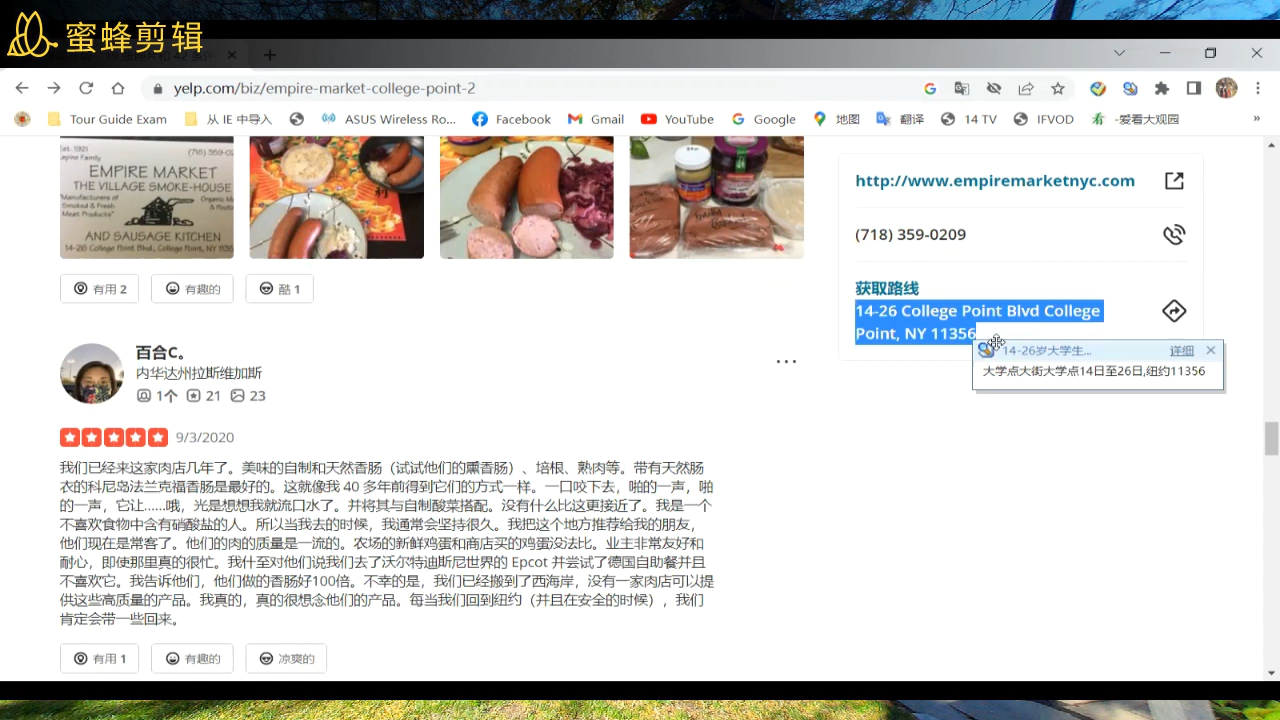 蜜蜂剪辑
yelp.com/biz/empire-market-college-point-2
Tour Guide Exam
从 IE 中导入
ASUS Wireless Ro...
Facebook
Gmail
YouTube
Google
地图
翻译
14 TV
IFVOD
-爱看大观园
»
Est. 1921
(718) 359-0
EMPIRE MARKET
THE VILLAGE SMOKE-HOUSE
Manufacturers of
Smoked & Fresh
Meat Products"
AND SAUSAGE KITCHEN
14-26 College Point Blvd., College Point, NY 1135
http://www.empiremarketnyc.com
(718) 359-0209
获取路线
14-26 College Point Blvd College
Point, NY 11356
14-26岁大学生...
详细
大学点大街大学点14日至26日,纽约11356
有用 2
有趣的
酷 1
百合C。
内华达州拉斯维加斯
1个
21
23
9/3/2020
我们已经来这家肉店几年了。美味的自制和天然香肠（试试他们的熏香肠）、培根、熟肉等。带有天然肠
衣的科尼岛法兰克福香肠是最好的。这就像我 40 多年前得到它们的方式一样。一口咬下去，啪的一声，啪
的一声，它让……哦，光是想想我就流口水了。并将其与自制酸菜搭配。没有什么比这更接近了。我是一个
不喜欢食物中含有硝酸盐的人。所以当我去的时候，我通常会坚持很久。我把这个地方推荐给我的朋友，
他们现在是常客了。他们的肉的质量是一流的。农场的新鲜鸡蛋和商店买的鸡蛋没法比。业主非常友好和
耐心，即使那里真的很忙。我什至对他们说我们去了沃尔特迪斯尼世界的 Epcot 并尝试了德国自助餐并且
不喜欢它。我告诉他们，他们做的香肠好100倍。不幸的是，我们已经搬到了西海岸，没有一家肉店可以提
供这些高质量的产品。我真的，真的很想念他们的产品。每当我们回到纽约（并且在安全的时候），我们
肯定会带一些回来。
有用 1
有趣的
凉爽的